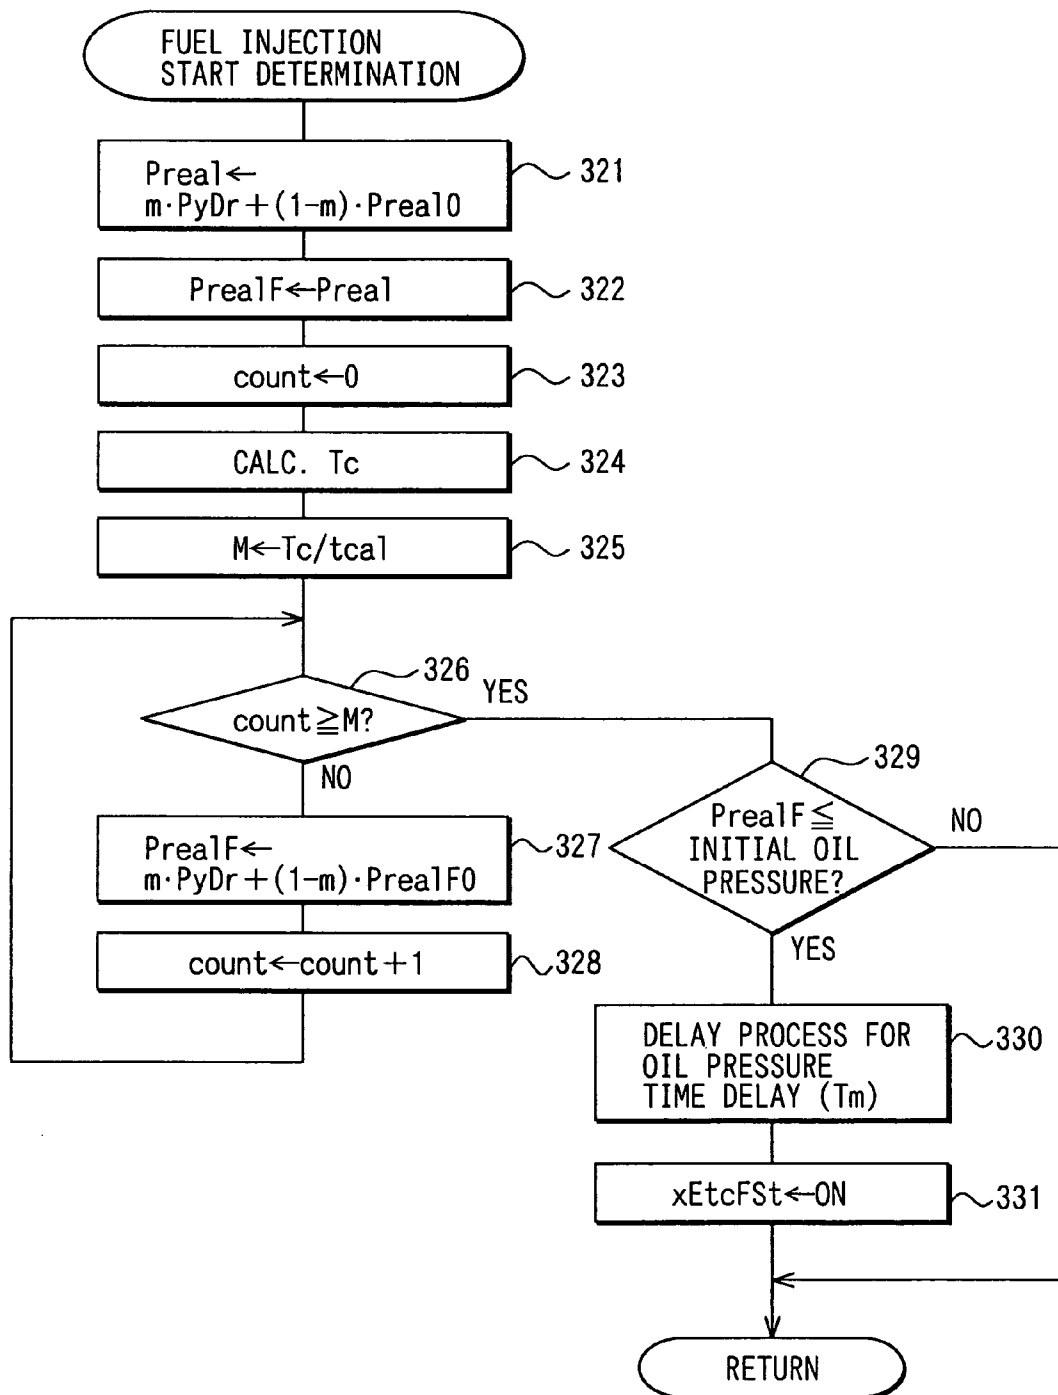 FUEL INJECTION
START DETERMINATION
Preal←
m·PyDr+(1-m)·Preal0
321
PrealF←Preal
322
count←0
323
CALC. Tc
324
M←Tc/tcal
325
326
count≧M?
YES
NO
PrealF←
m·PyDr+(1-m)·PrealF0
327
count←count+1
328
329
PrealF≦
INITIAL OIL
PRESSURE?
NO
YES
DELAY PROCESS FOR
OIL PRESSURE
TIME DELAY (Tm)
330
xEtcFSt←ON
331
RETURN